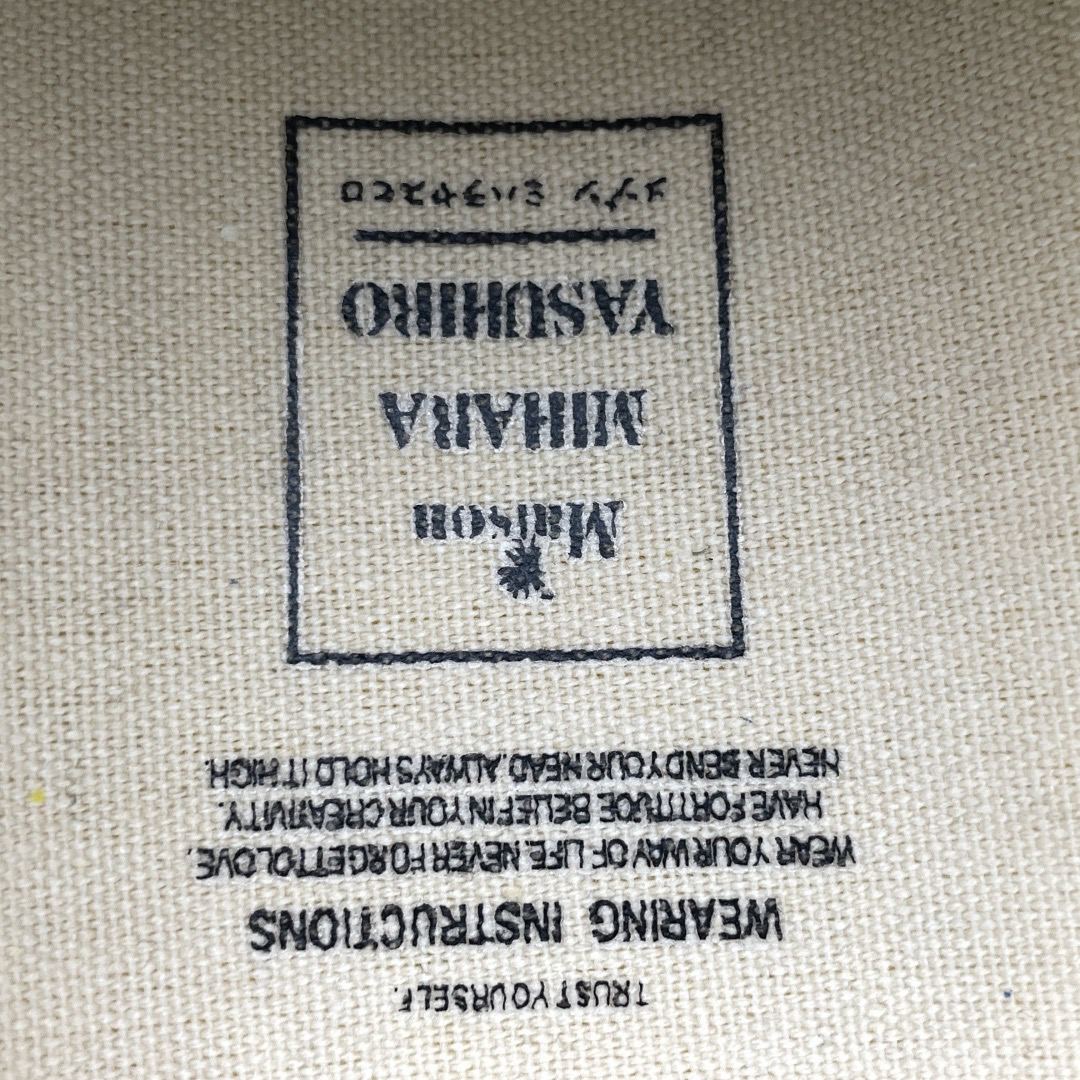 TRUST YOURSELF.
WEARING INSTRUCTIONS
WEAR YOUR WAY OF LIFE. NEVER FORGET TO LOVE.
HAVE FORTITUDE BELIEF IN YOUR CREATIVITY.
NEVER BEND YOUR HEAD. ALWAYS HOLD IT HIGH.
Maison
MIHARA
YASUHIRO
メゾン ミハラヤスヒロ